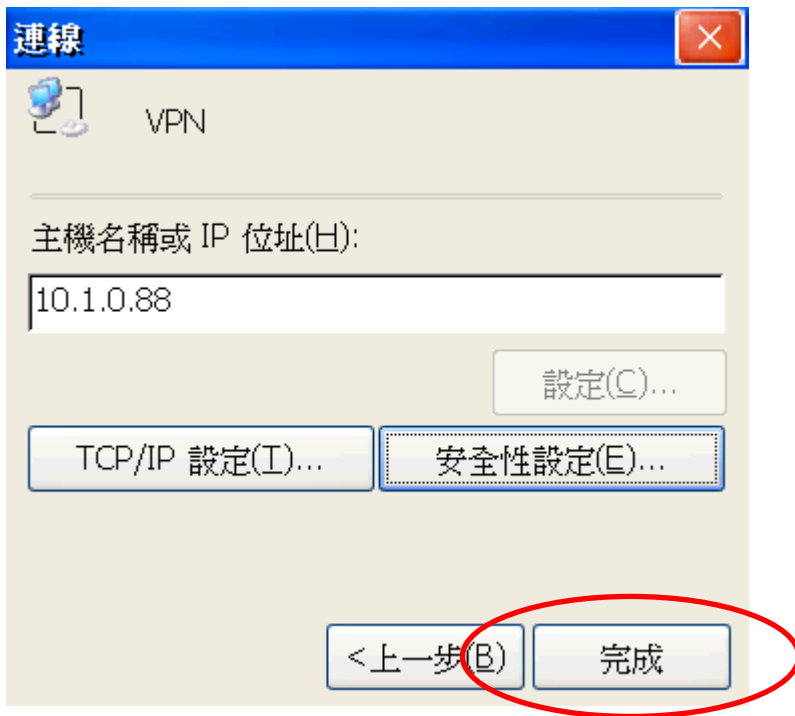 連線
VPN
主機名稱或 IP 位址(H):
10.1.0.88
設定(C)...
TCP/IP 設定(T)... 安全性設定(E)...
<上一步(B) 完成